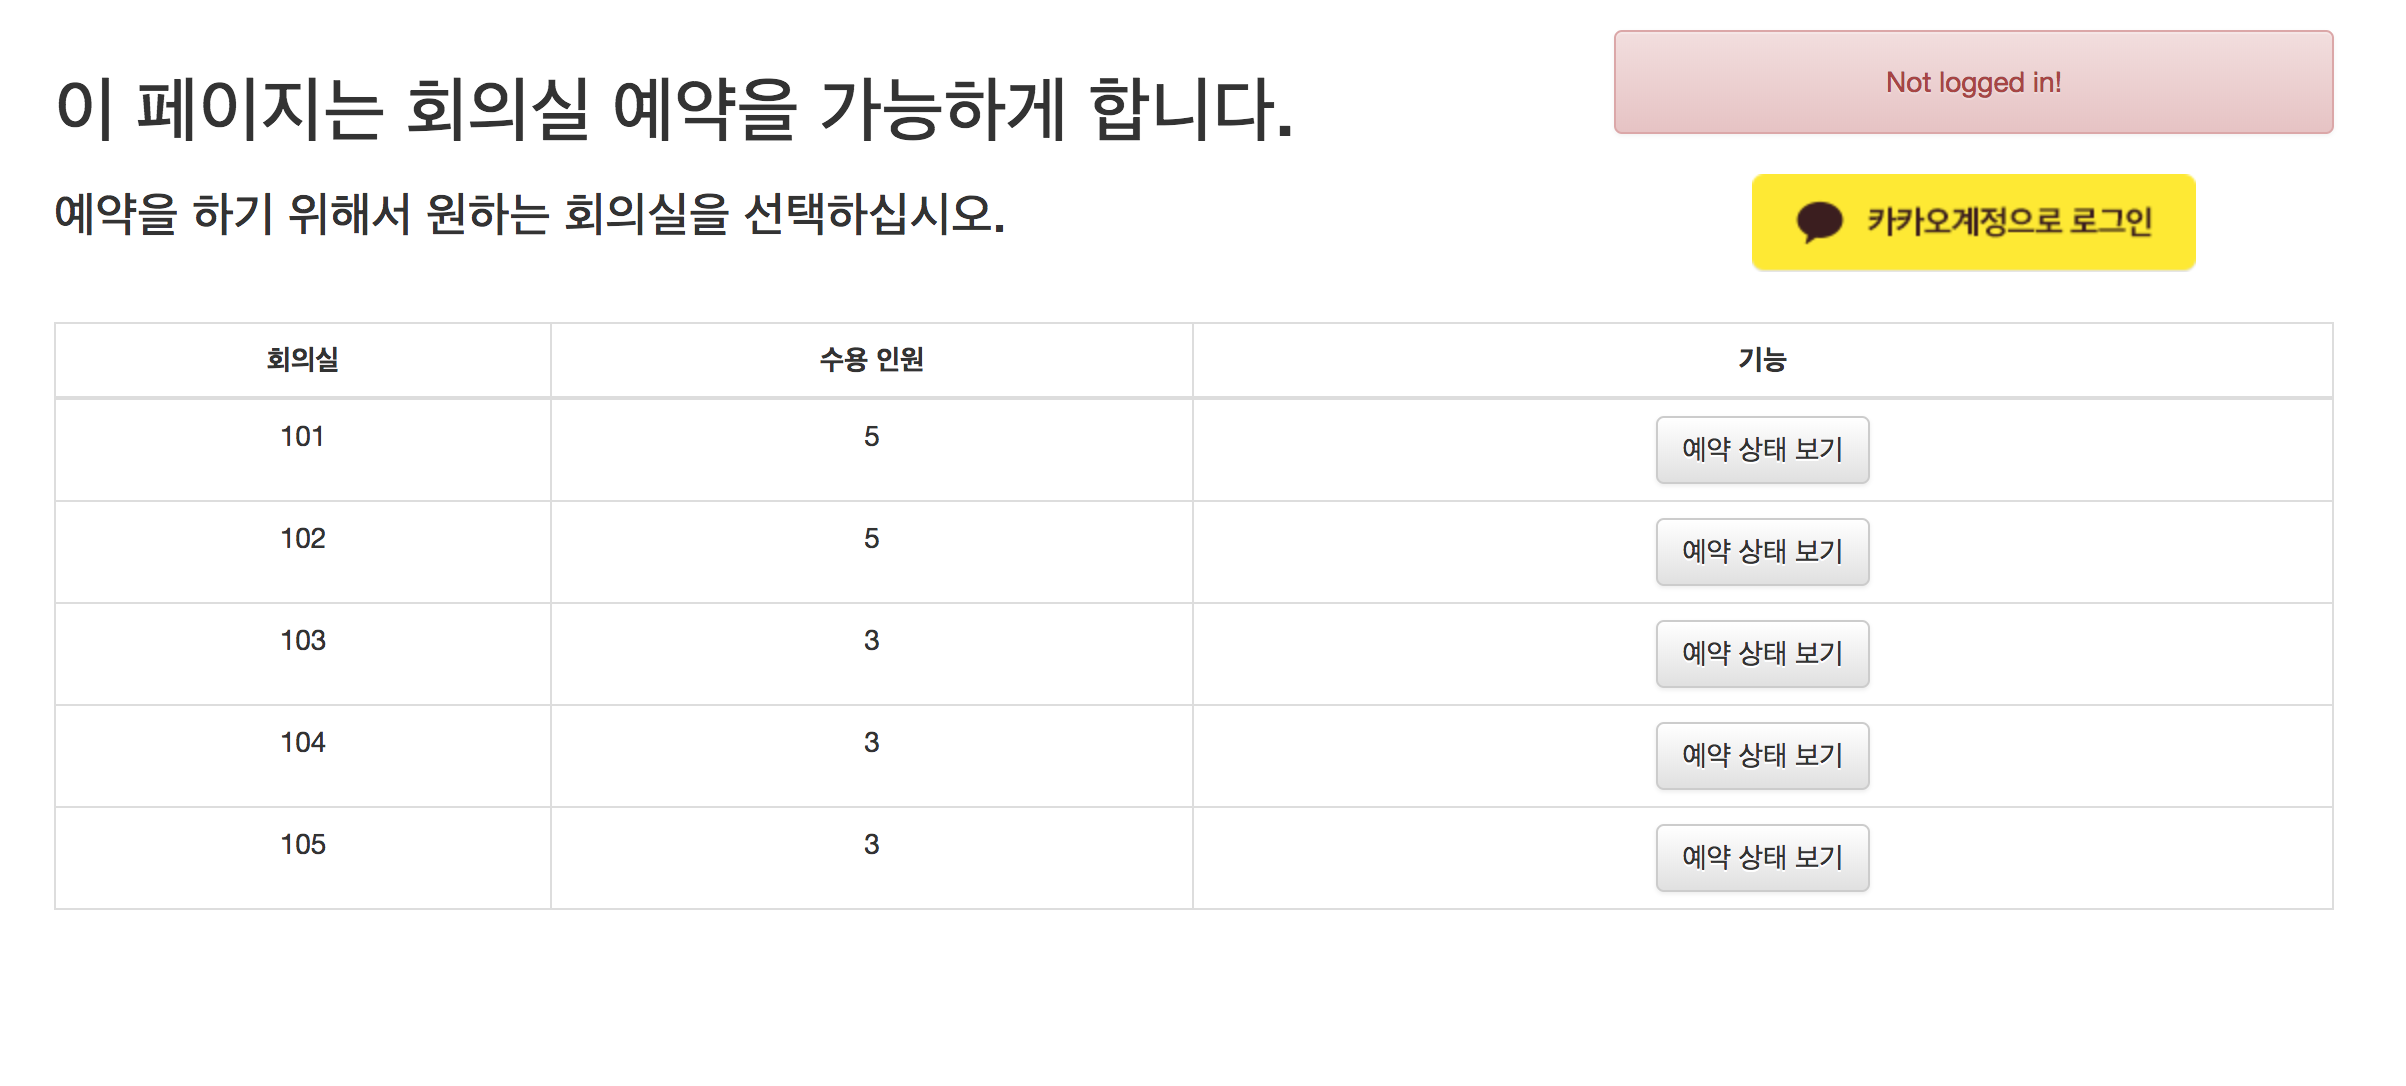 이 페이지는 회의실 예약을 가능하게 합니다.
예약을 하기 위해서 원하는 회의실을 선택하십시오.
Not logged in!
카카오계정으로 로그인
회의실 수용 인원 기능
101 5 예약 상태 보기
102 5 예약 상태 보기
103 3 예약 상태 보기
104 3 예약 상태 보기
105 3 예약 상태 보기